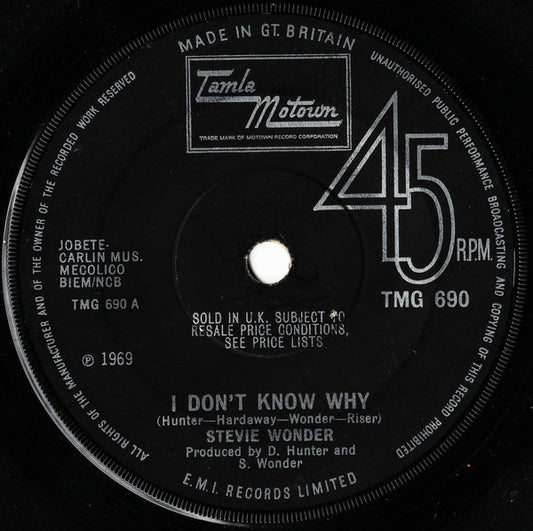 MADE IN GT. BRITAIN
UNAUTHORISED PUBLIC PERFORMANCE BROADCASTING AND COPYING OF THIS RECORD PROHIBITED
ALL RIGHTS OF THE MANUFACTURER AND OF THE OWNER OF THE RECORDED WORK RESERVED
Tamla
Motown
TRADE MARK OF MOTOWN RECORD CORPORATION
45
R.P.M.
TMG 690
JOBETE-
CARLIN MUS.
MECOLICO
BIEM/NCB
TMG 690 A
SOLD IN U.K. SUBJECT TO
RESALE PRICE CONDITIONS,
SEE PRICE LISTS
℗ 1969
I DON'T KNOW WHY
(Hunter—Hardaway—Wonder—Riser)
STEVIE WONDER
Produced by D. Hunter and
S. Wonder
E.M.I. RECORDS LIMITED